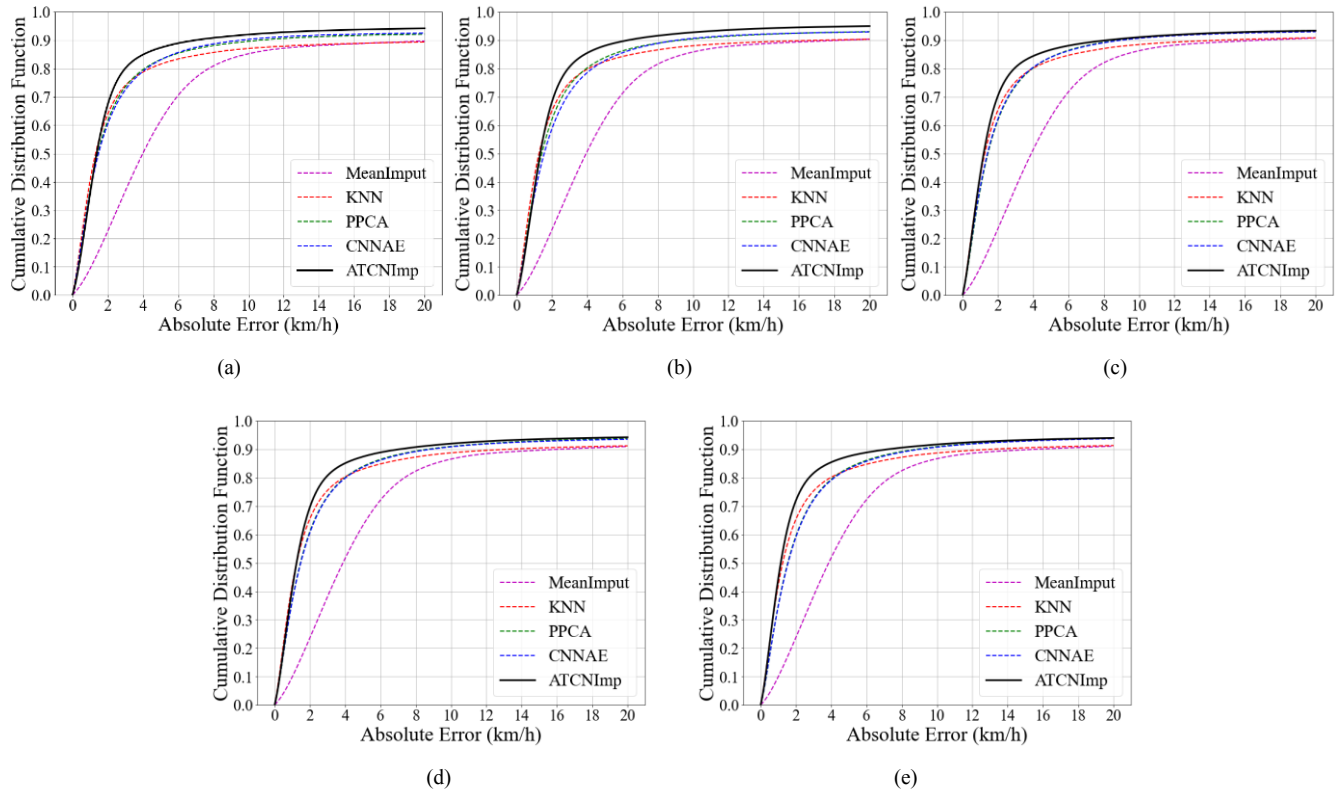 Cumulative Distribution Function
1.0
0.9
0.8
0.7
0.6
0.5
0.4
0.3
0.2
0.1
0.0
MeanImput
KNN
PPCA
CNNAE
ATCNImp
0 2 4 6 8 10 12 14 16 18 20
Absolute Error (km/h)
(a)
Cumulative Distribution Function
1.0
0.9
0.8
0.7
0.6
0.5
0.4
0.3
0.2
0.1
0.0
MeanImput
KNN
PPCA
CNNAE
ATCNImp
0 2 4 6 8 10 12 14 16 18 20
Absolute Error (km/h)
(b)
Cumulative Distribution Function
1.0
0.9
0.8
0.7
0.6
0.5
0.4
0.3
0.2
0.1
0.0
MeanImput
KNN
PPCA
CNNAE
ATCNImp
0 2 4 6 8 10 12 14 16 18 20
Absolute Error (km/h)
(c)
Cumulative Distribution Function
1.0
0.9
0.8
0.7
0.6
0.5
0.4
0.3
0.2
0.1
0.0
MeanImput
KNN
PPCA
CNNAE
ATCNImp
0 2 4 6 8 10 12 14 16 18 20
Absolute Error (km/h)
(d)
Cumulative Distribution Function
1.0
0.9
0.8
0.7
0.6
0.5
0.4
0.3
0.2
0.1
0.0
MeanImput
KNN
PPCA
CNNAE
ATCNImp
0 2 4 6 8 10 12 14 16 18 20
Absolute Error (km/h)
(e)